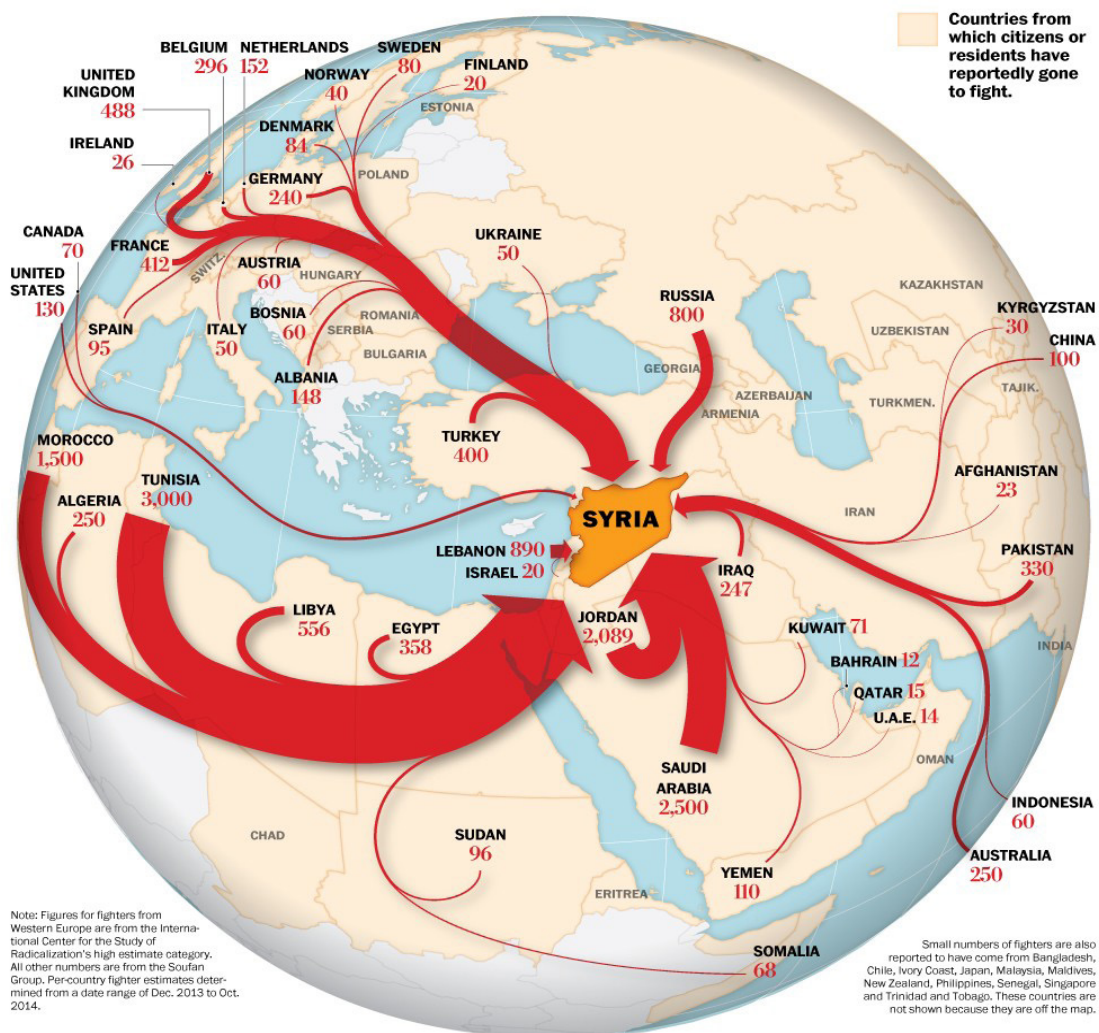 Countries from
which citizens or
residents have
reportedly gone
to fight.
BELGIUM
296
NETHERLANDS
152
SWEDEN
80
FINLAND
20
NORWAY
40
UNITED
KINGDOM
488
ESTONIA
DENMARK
84
IRELAND
26
GERMANY
240
POLAND
CANADA
70
FRANCE
412
SWITZ.
AUSTRIA
60
HUNGARY
UKRAINE
50
UNITED
STATES
130
SPAIN
95
ITALY
50
BOSNIA
60
ROMANIA
SERBIA
BULGARIA
ALBANIA
148
RUSSIA
800
KAZAKHSTAN
KYRGYZSTAN
30
UZBEKISTAN
CHINA
100
GEORGIA
AZERBAIJAN
ARMENIA
TURKMEN.
TAJIK.
MOROCCO
1,500
TUNISIA
3,000
ALGERIA
250
TURKEY
400
AFGHANISTAN
23
SYRIA
IRAN
LEBANON 890
ISRAEL 20
IRAQ
247
PAKISTAN
330
LIBYA
556
EGYPT
358
JORDAN
2,089
KUWAIT 71
INDIA
BAHRAIN 12
QATAR 15
U.A.E. 14
OMAN
SAUDI
ARABIA
2,500
INDONESIA
60
CHAD
SUDAN
96
AUSTRALIA
250
YEMEN
110
ERITREA
SOMALIA
68
Note: Figures for fighters from
Western Europe are from the Interna-
tional Center for the Study of
Radicalization's high estimate category.
All other numbers are from the Soufan
Group. Per-country fighter estimates deter-
mined from a date range of Dec. 2013 to Oct.
2014.
Small numbers of fighters are also
reported to have come from Bangladesh,
Chile, Ivory Coast, Japan, Malaysia, Maldives,
New Zealand, Philippines, Senegal, Singapore
and Trinidad and Tobago. These countries are
not shown because they are off the map.